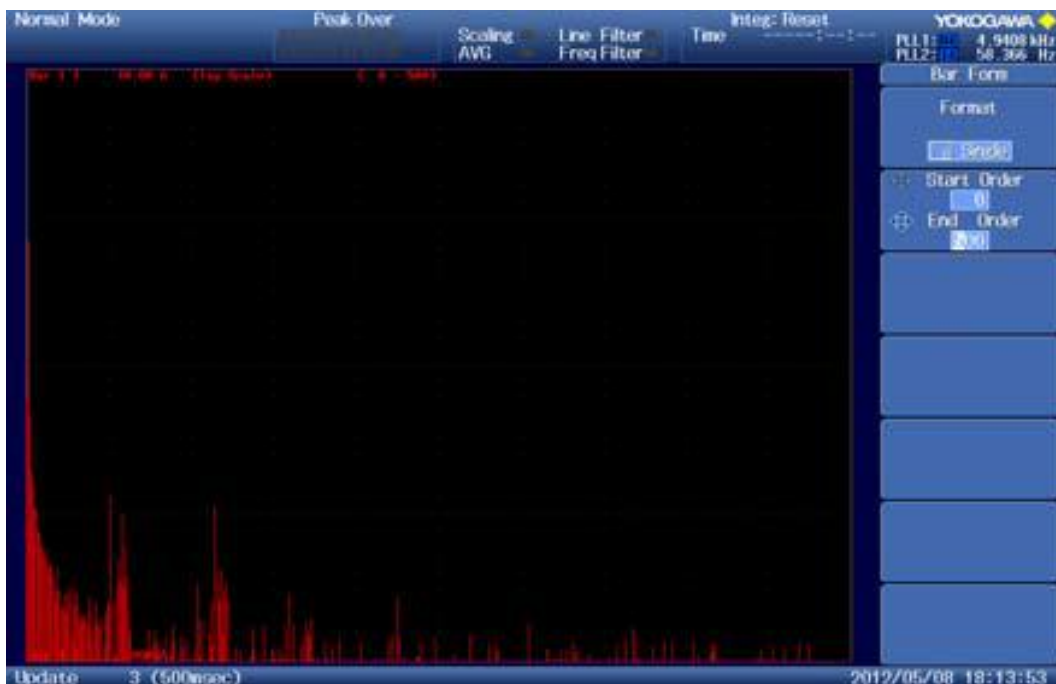 Normal Mode
Peak Over
Scaling
AVG
Line Filter
Freq Filter
Integ: Reset
Time -----:--:--
YOKOGAWA
PLL1: 4.9408 kHz
PLL2: 58.366 Hz
Bar Form
Format
Single
Start Order
0
End Order
Update 3 (500msec)
2012/05/08 18:13:53